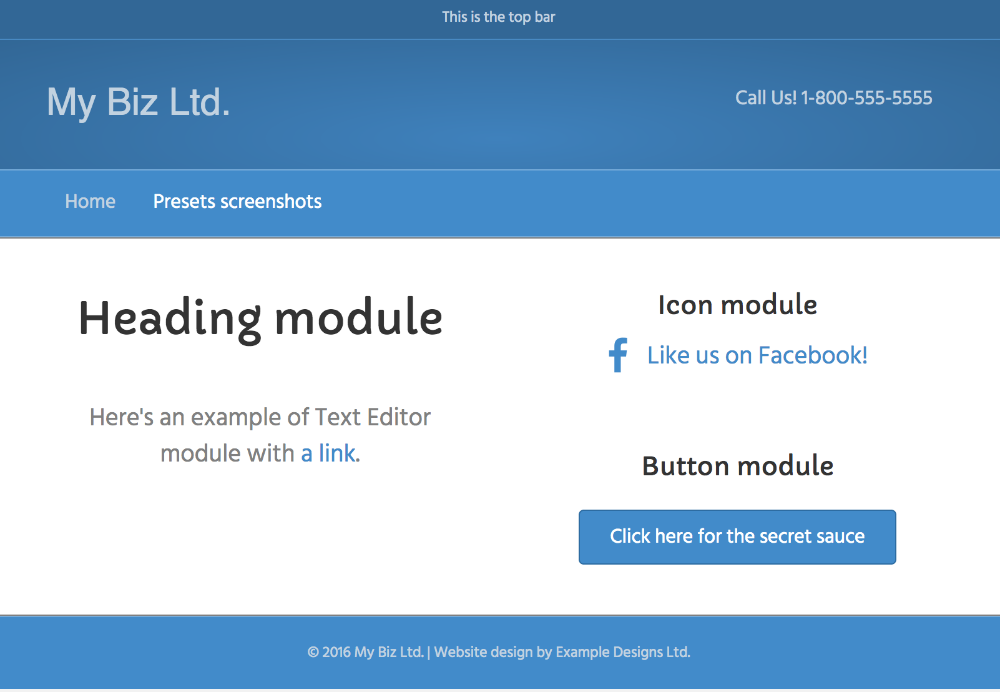 This is the top bar
My Biz Ltd.
Call Us! 1-800-555-5555
Home
Presets screenshots
Heading module
Here's an example of Text Editor
module with a link.
Icon module
Like us on Facebook!
Button module
Click here for the secret sauce
© 2016 My Biz Ltd. | Website design by Example Designs Ltd.